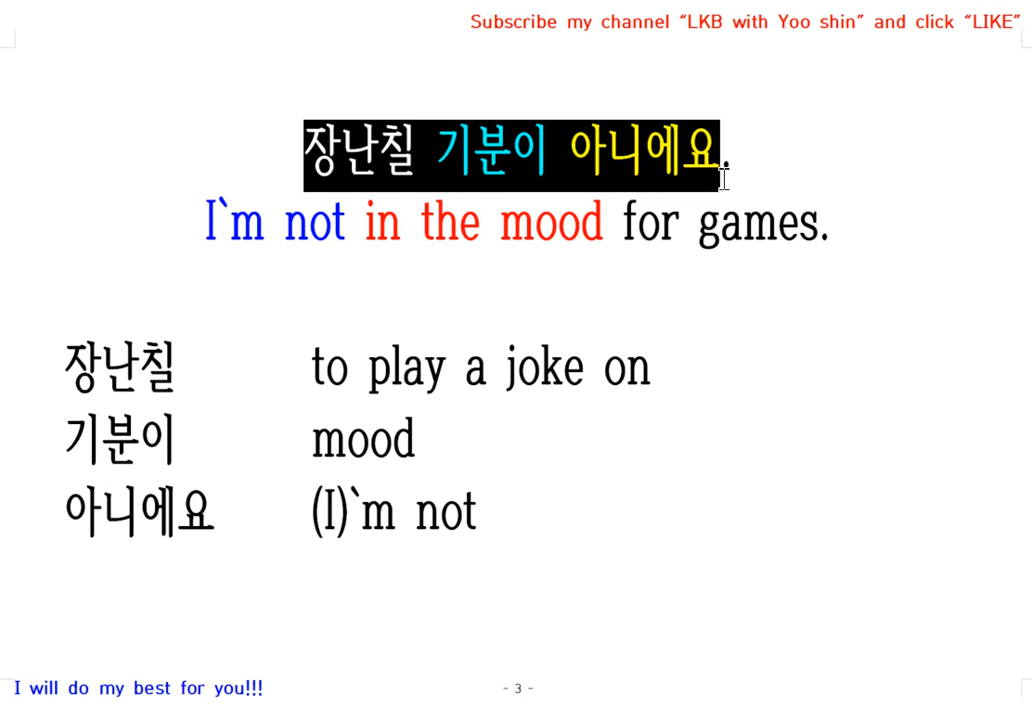 Subscribe my channel “LKB with Yoo shin” and click “LIKE”
장난칠 기분이 아니에요.
I`m not in the mood for games.
장난칠 to play a joke on
기분이 mood
아니에요 (I)`m not
I will do my best for you!!!
- 3 -